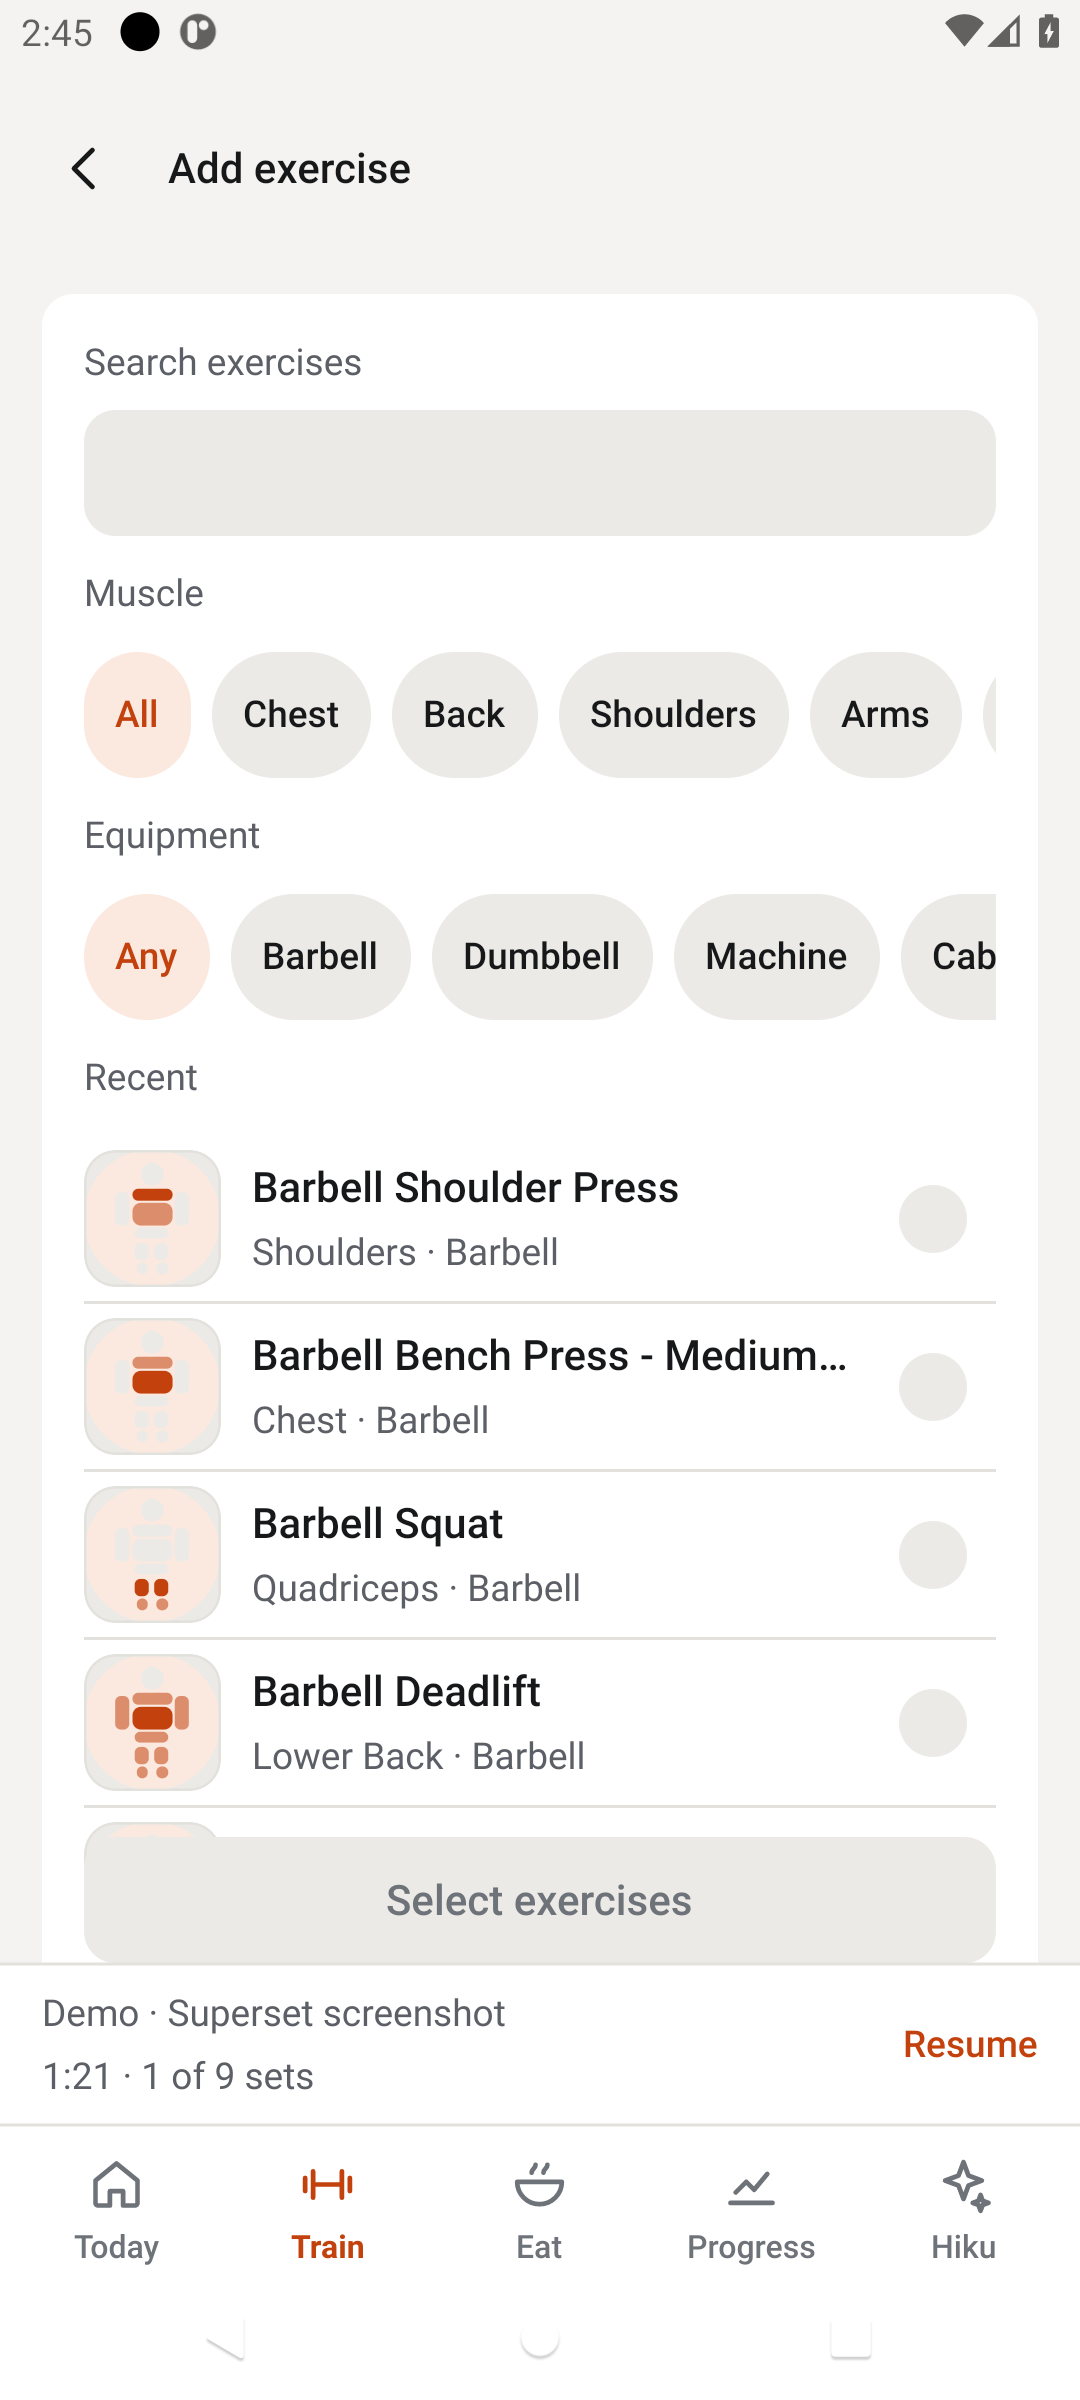 2:45
Add exercise
Search exercises
Muscle
All
Chest
Back
Shoulders
Arms
Equipment
Any
Barbell
Dumbbell
Machine
Cab
Recent
Barbell Shoulder Press
Shoulders · Barbell
Barbell Bench Press - Medium...
Chest · Barbell
Barbell Squat
Quadriceps · Barbell
Barbell Deadlift
Lower Back · Barbell
Select exercises
Demo · Superset screenshot
1:21 · 1 of 9 sets
Resume
Today
Train
Eat
Progress
Hiku